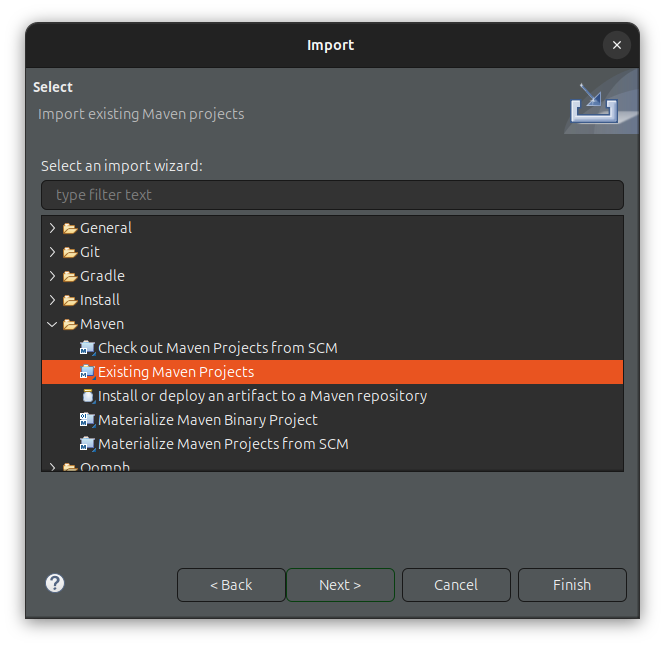 Import
Select
Import existing Maven projects
Select an import wizard:
type filter text
General
Git
Gradle
Install
Maven
Check out Maven Projects from SCM
Existing Maven Projects
Install or deploy an artifact to a Maven repository
Materialize Maven Binary Project
Materialize Maven Projects from SCM
Oomph
< Back Next > Cancel Finish